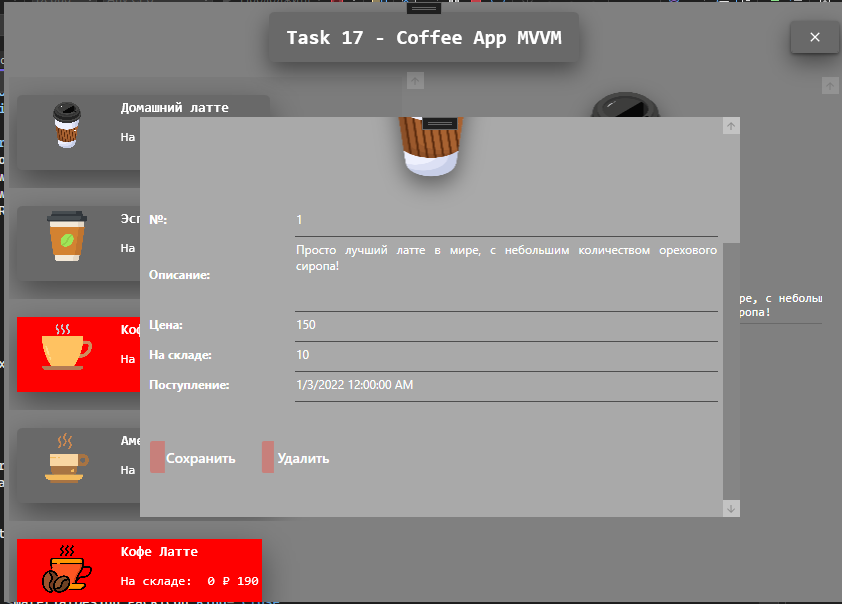 Task 17 - Coffee App MVVM
Домашний латте
На
Эсп
На
Ко
На
Аме
На
Кофе Латте
На складе: 0 ₽ 190
№:
1
Описание:
Просто лучший латте в мире, с небольшим количеством орехового
сиропа!
Цена:
150
На складе:
10
Поступление:
1/3/2022 12:00:00 AM
Сохранить
Удалить
ре, с неболь
ропа!